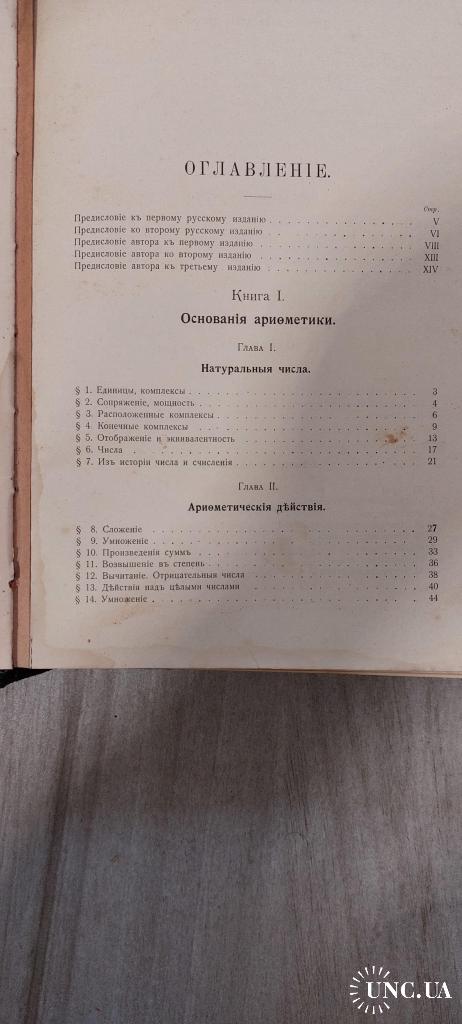 ОГЛАВЛЕНІЕ.
Стр.
Предисловіе къ первому русскому изданію . . . . . V
Предисловіе ко второму русскому изданію . . . . . VI
Предисловіе автора къ первому изданію . . . . . VIII
Предисловіе автора ко второму изданію . . . . . XIII
Предисловіе автора къ третьему изданію . . . . . XIV
Книга I.
Основанія ариѳметики.
Глава I.
Натуральныя числа.
§ 1. Единицы, комплексы . . . . . 3
§ 2. Сопряженіе, мощность . . . . . 4
§ 3. Расположенные комплексы . . . . . 6
§ 4. Конечные комплексы . . . . . 9
§ 5. Отображеніе и эквивалентность . . . . . 13
§ 6. Числа . . . . . 17
§ 7. Изъ исторіи числа и счисленія . . . . . 21
Глава II.
Ариѳметическія дѣйствія.
§ 8. Сложеніе . . . . . 27
§ 9. Умноженіе . . . . . 29
§ 10. Произведенія суммъ . . . . . 33
§ 11. Возвышеніе въ степень . . . . . 36
§ 12. Вычитаніе. Отрицательныя числа . . . . . 38
§ 13. Дѣйствія надъ цѣлыми числами . . . . . 40
§ 14. Умноженіе . . . . . 44
UNC.UA